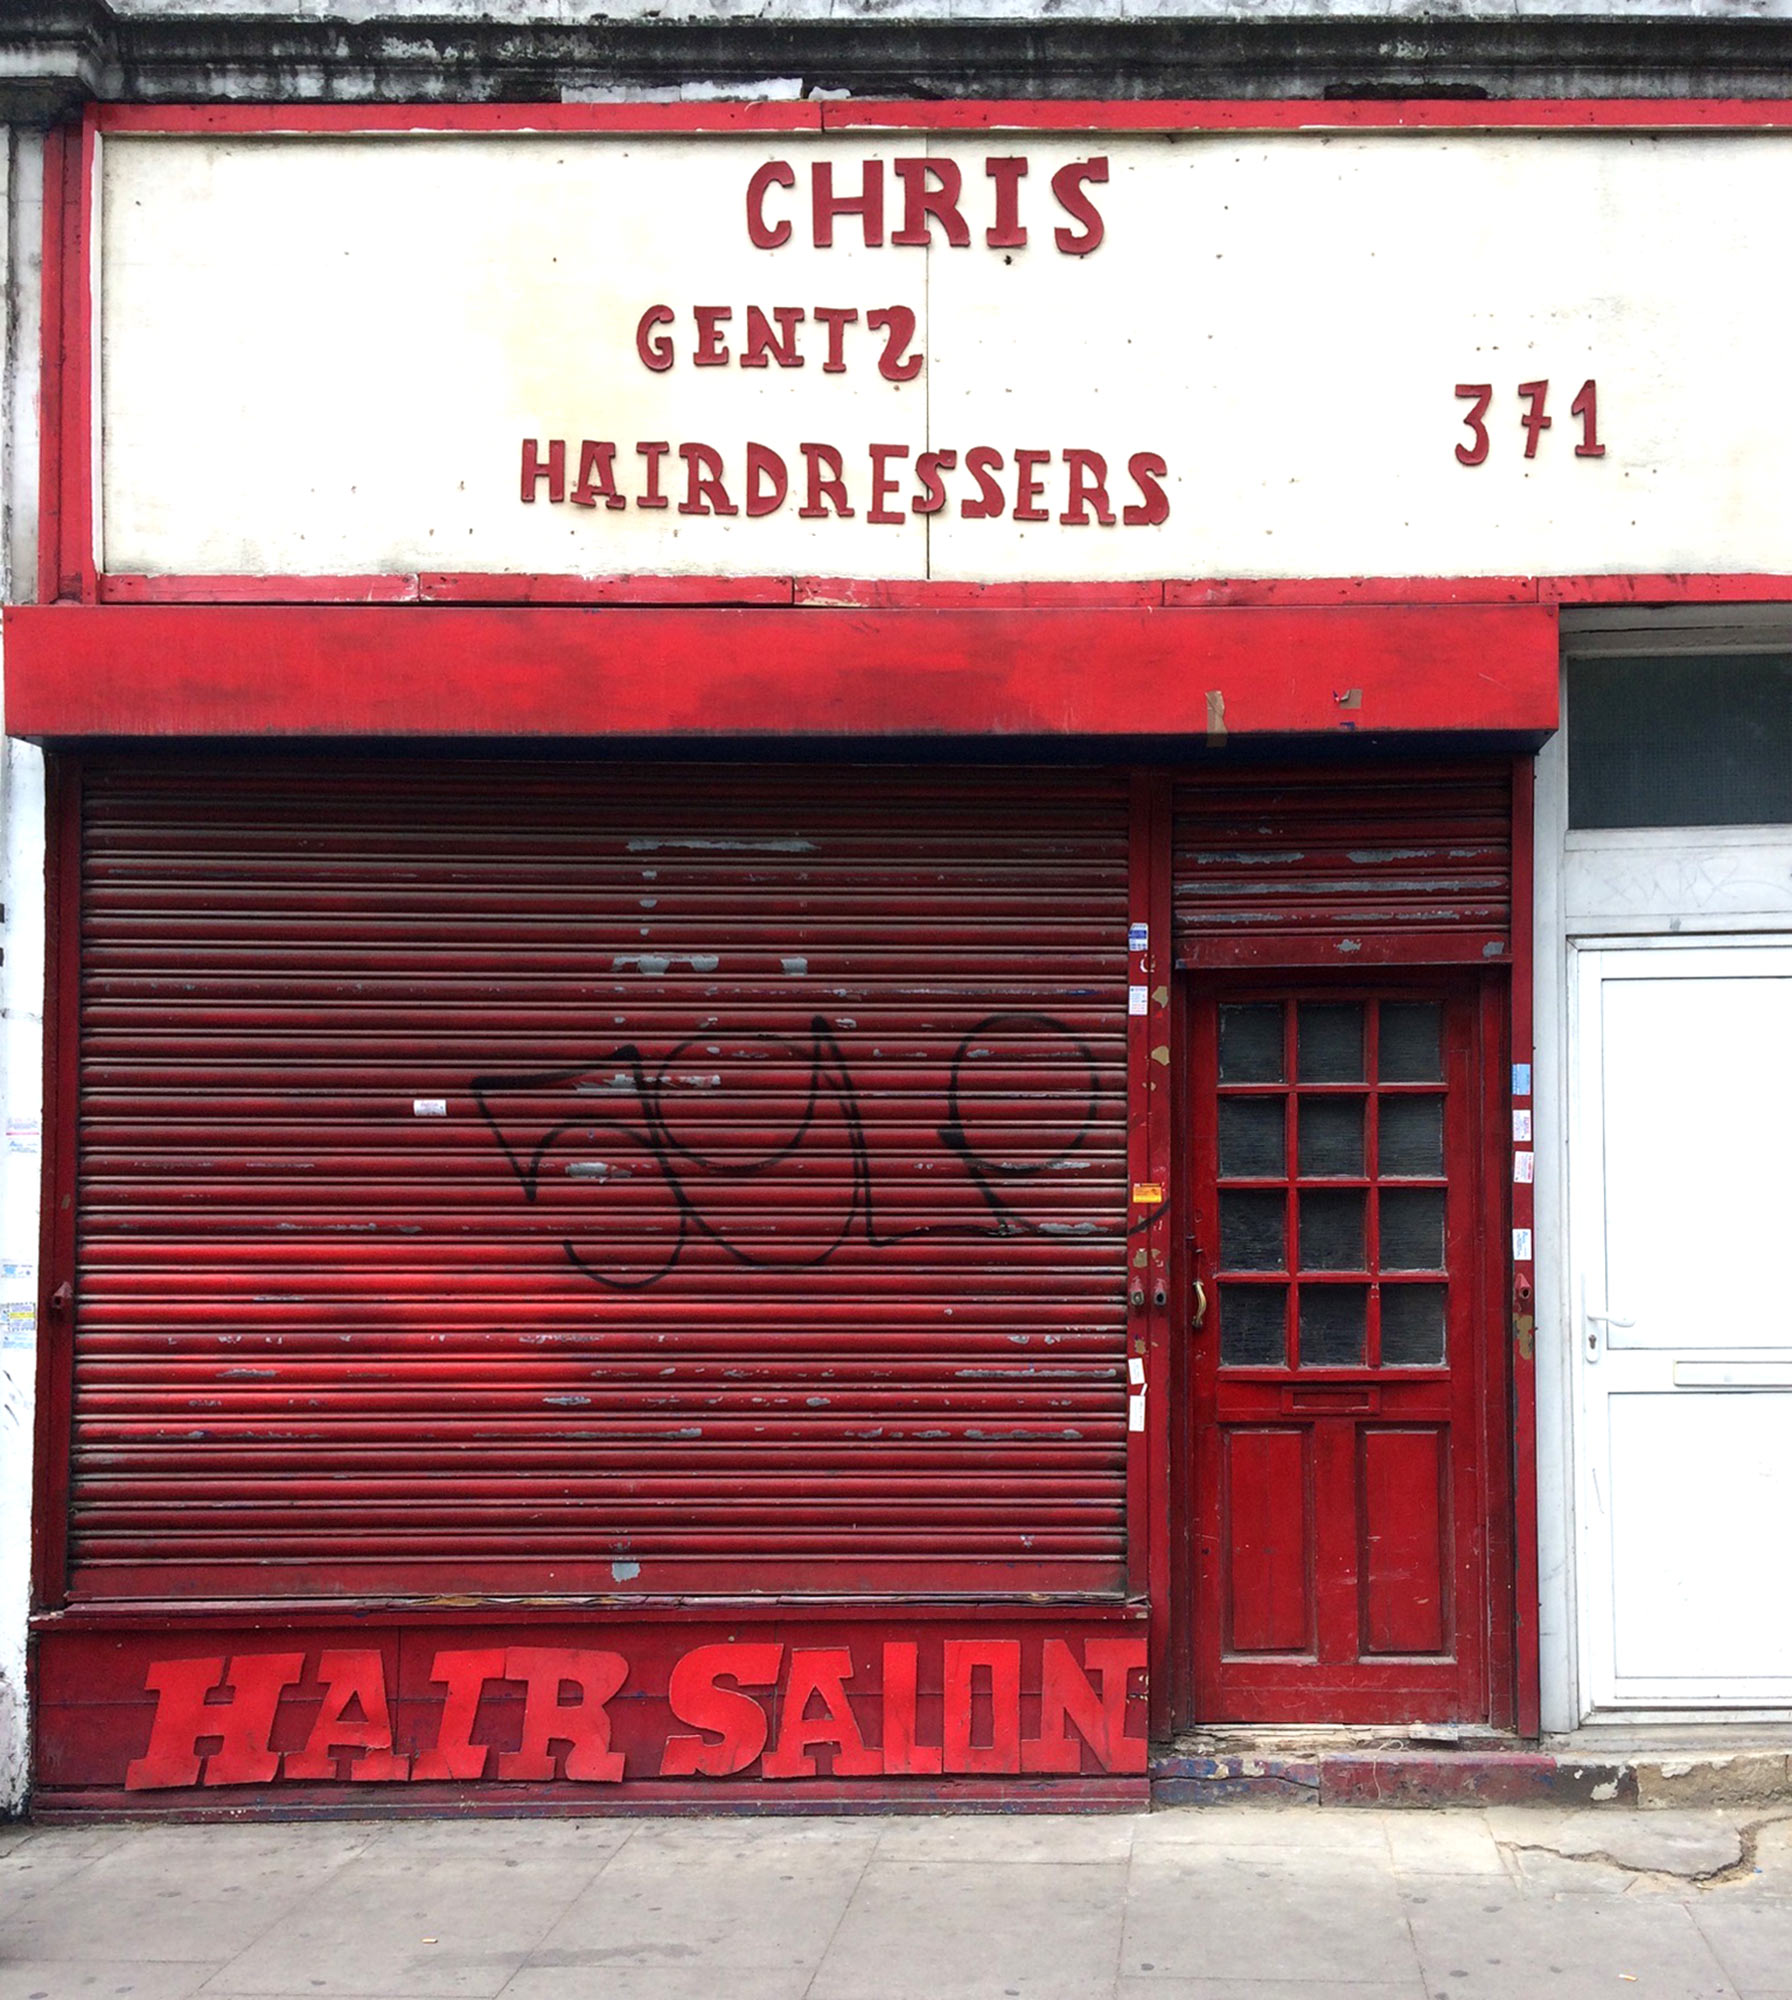 CHRIS
GENTS
HAIRDRESSERS
371
HAIR SALON